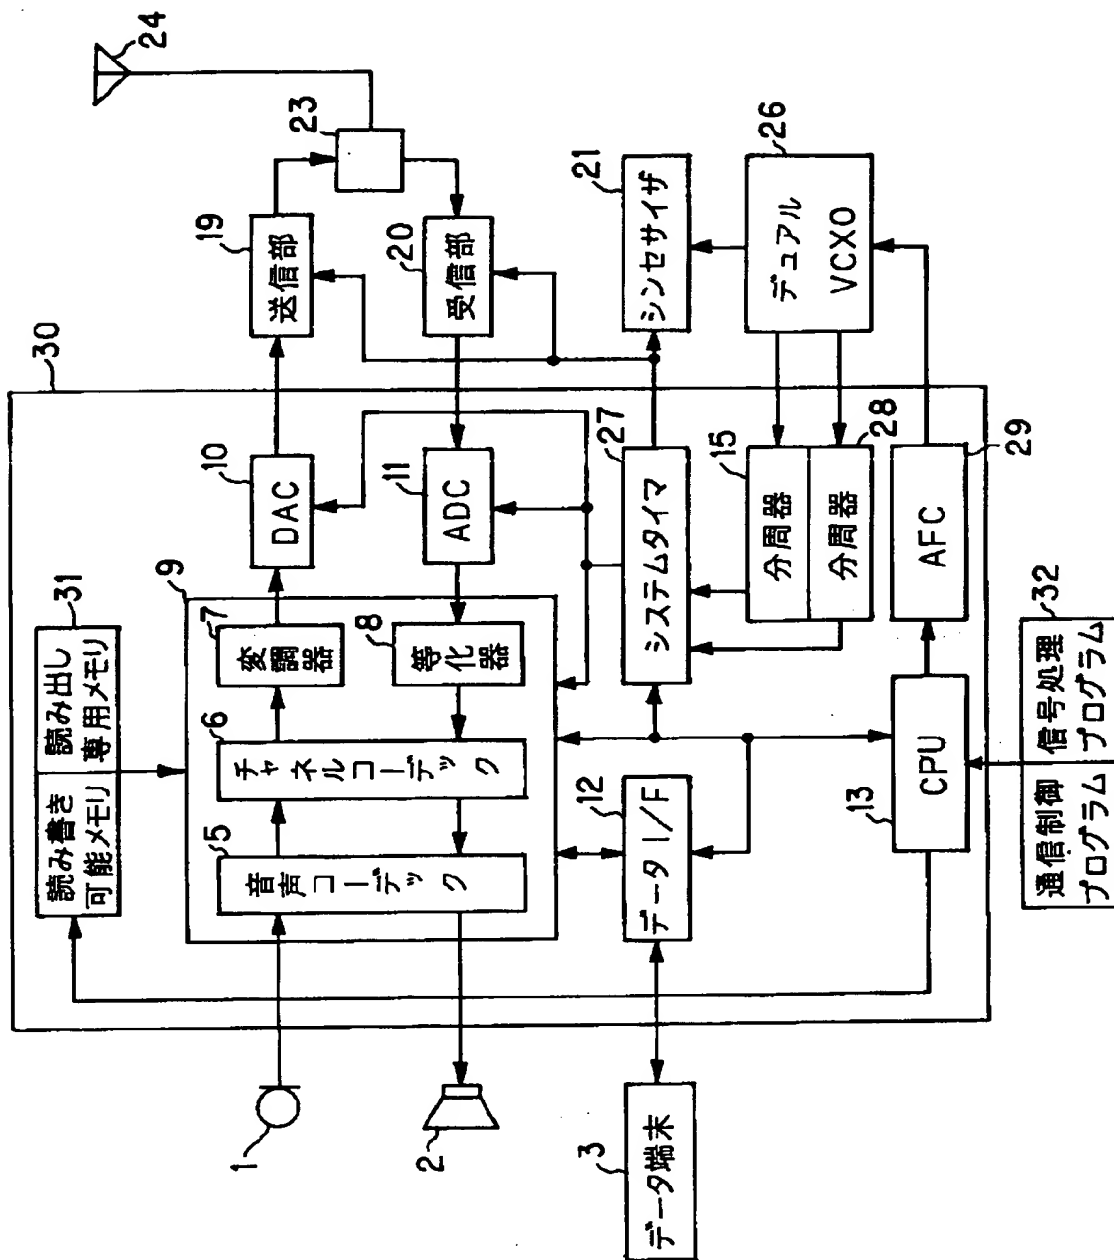 30
31
読み書き
可能メモリ
読み出し
専用メモリ
9
5
音声コーデック
6
チャネルコーデック
7
変調器
8
等化器
10
DAC
11
ADC
19
送信部
20
受信部
23
24
1
2
3
データ端末
12
データI/F
27
システムタイマ
21
シンセサイザ
15
分周器
28
分周器
26
デュアル
VCXO
13
CPU
29
AFC
32
通信制御
プログラム
信号処理
プログラム